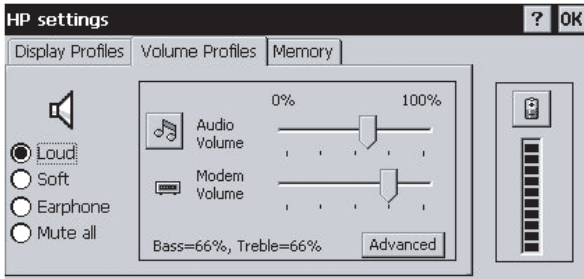 HP settings ? OK
Display Profiles Volume Profiles Memory
0% 100%
Audio
Volume
Modem
Volume
Loud
Soft
Earphone
Mute all
Bass=66%, Treble=66% Advanced